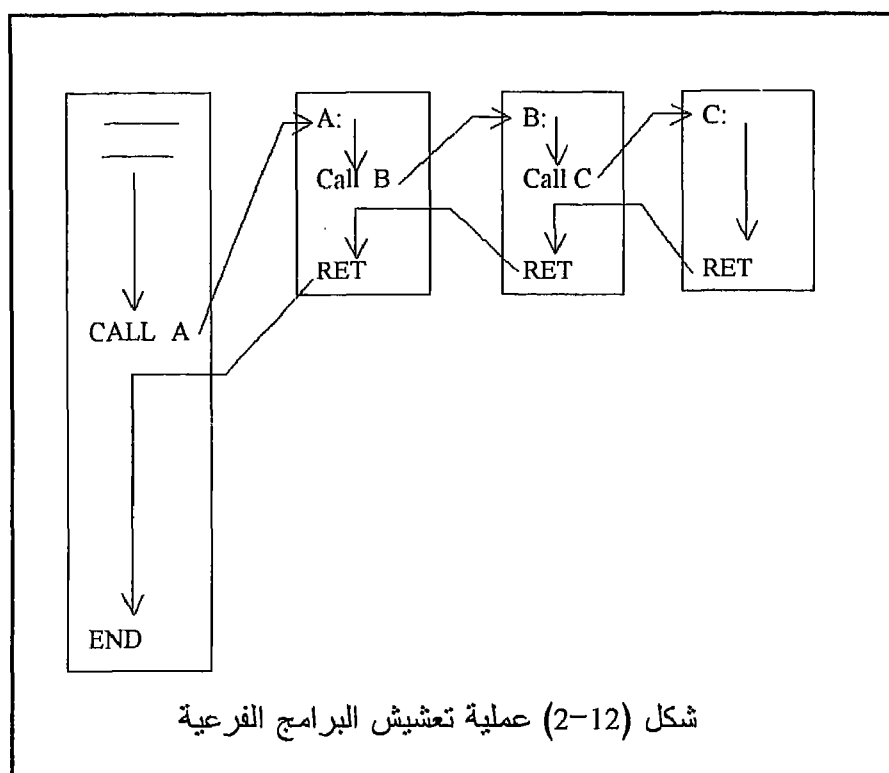 A:
Call B
RET
B:
Call C
RET
C:
RET
CALL A
END
شكل (12-2) عملية تعشيش البرامج الفرعية